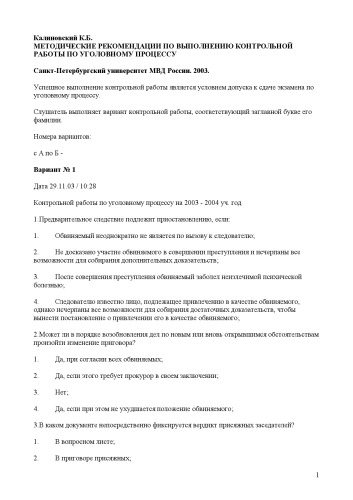 Калиновский К.Б.
МЕТОДИЧЕСКИЕ РЕКОМЕНДАЦИИ ПО ВЫПОЛНЕНИЮ КОНТРОЛЬНОЙ
РАБОТЫ ПО УГОЛОВНОМУ ПРОЦЕССУ
Санкт-Петербургский университет МВД России. 2003.
Успешное выполнение контрольной работы является условием допуска к сдаче экзамена по
уголовному процессу.
Слушатель выполняет вариант контрольной работы, соответствующий заглавной букве его
фамилии.
Номера вариантов:
с А по Б -
Вариант № 1
Дата 29.11.03 / 10:28
Контрольной работы по уголовному процессу на 2003 - 2004 уч. год
1.Предварительное следствие подлежит приостановлению, если:
1. Обвиняемый неоднократно не является по вызову к следователю;
2. Не доказано участие обвиняемого в совершении преступления и исчерпаны все
возможности для собирания дополнительных доказательств;
3. После совершения преступления обвиняемый заболел неизлечимой психической
болезнью;
4. Следователю известно лицо, подлежащее привлечению в качестве обвиняемого,
однако исчерпаны все возможности для собирания достаточных доказательств, чтобы
вынести постановление о привлечении его в качестве обвиняемого;
2.Может ли в порядке возобновления дел по новым или вновь открывшимся обстоятельствам
произойти изменение приговора?
1. Да, при согласии всех обвиняемых;
2. Да, если этого требует прокурор в своем заключении;
3. Нет;
4. Да, если при этом не ухудшается положение обвиняемого;
3.В каком документе непосредственно фиксируется вердикт присяжных заседателей?
1. В вопросном листе;
2. В приговоре присяжных;
1